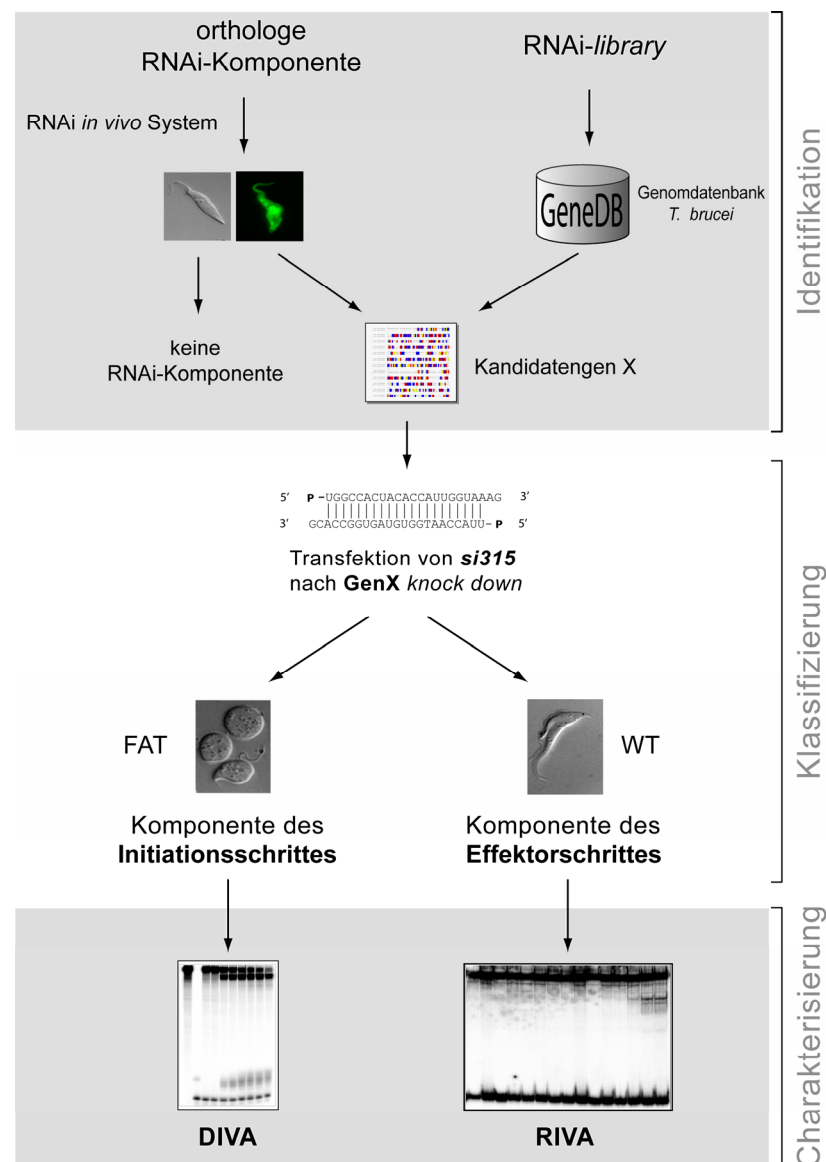 orthologe
RNAi-Komponente
RNAi-library
RNAi in vivo System
GeneDB
Genomdatenbank
T. brucei
Identifikation
keine
RNAi-Komponente
Kandidatengen X
5' P -UGGCCACUACACCAUUGGUAAAG 3'
3' GCACCGGUGAUGUGGTAACCAUU- P 5'
Transfektion von si315
nach GenX knock down
Klassifizierung
FAT
WT
Komponente des
Initiationsschrittes
Komponente des
Effektorschrittes
Charakterisierung
DIVA
RIVA